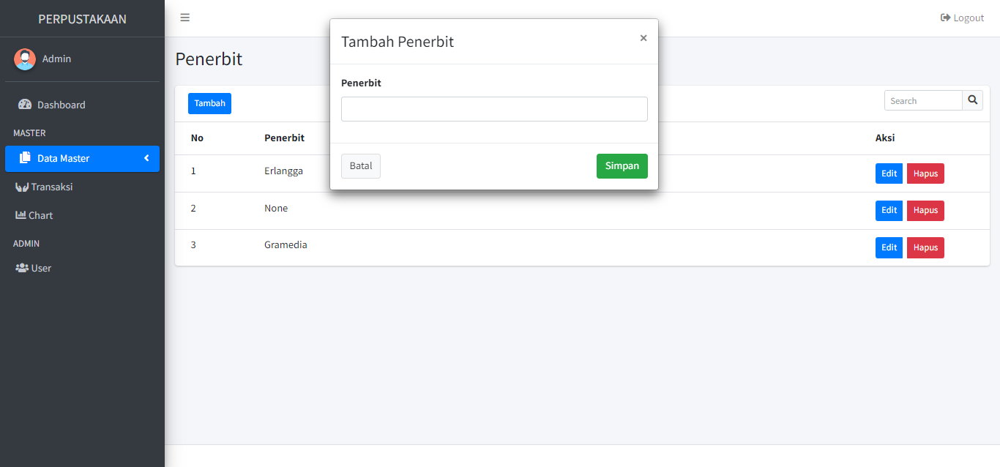 PERPUSTAKAAN
Logout
Admin
Dashboard
MASTER
Data Master
Transaksi
Chart
ADMIN
User
Penerbit
Tambah
Search
No Penerbit Aksi
1 Erlangga Edit Hapus
2 None Edit Hapus
3 Gramedia Edit Hapus
Tambah Penerbit ×
Penerbit
Batal Simpan